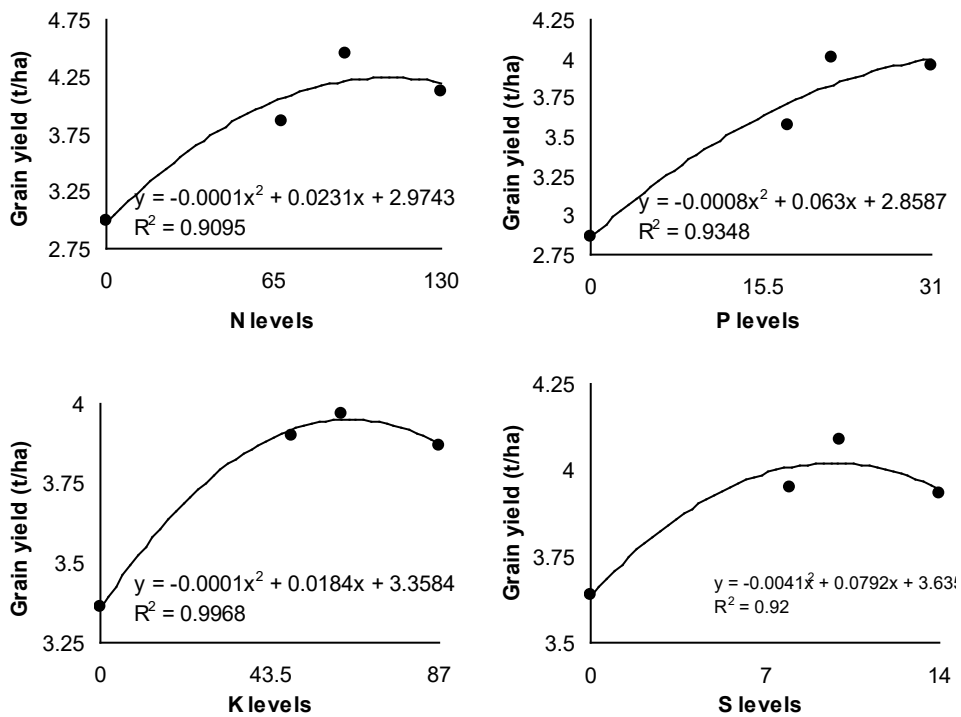 4.75
4.25
3.75
3.25
2.75
Grain yield (t/ha)
y = -0.0001x² + 0.0231x + 2.9743
R² = 0.9095
0 65 130
N levels
4.25
4
3.75
3.5
3.25
3
2.75
Grain yield (t/ha)
y = -0.0008x² + 0.063x + 2.8587
R² = 0.9348
0 15.5 31
P levels
4
3.75
3.5
3.25
Grain yield (t/ha)
y = -0.0001x² + 0.0184x + 3.3584
R² = 0.9968
0 43.5 87
K levels
4.25
4
3.75
3.5
Grain yield (t/ha)
y = -0.0041x² + 0.0792x + 3.635
R² = 0.92
0 7 14
S levels